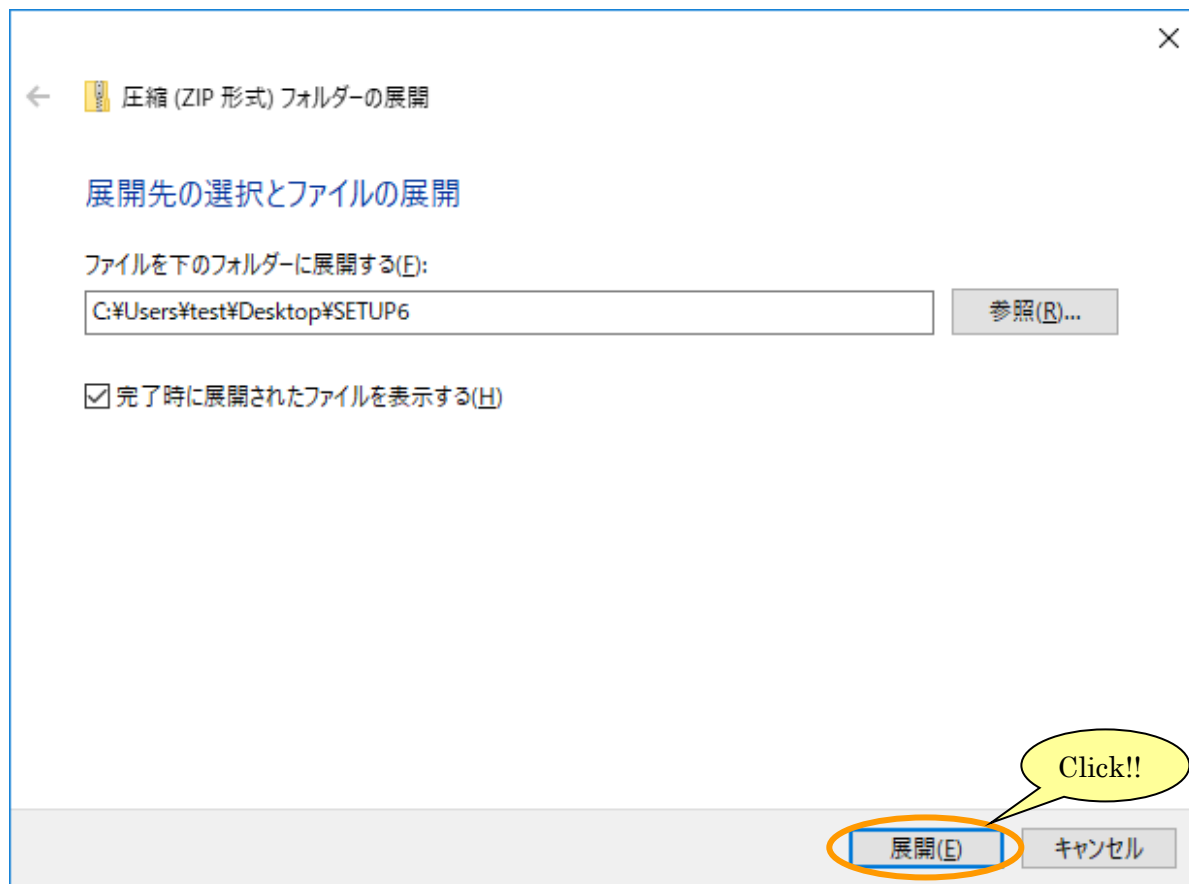 圧縮 (ZIP 形式) フォルダーの展開
展開先の選択とファイルの展開
ファイルを下のフォルダーに展開する(F):
C:¥Users¥test¥Desktop¥SETUP6
参照(R)...
完了時に展開されたファイルを表示する(H)
Click!!
展開(E)
キャンセル